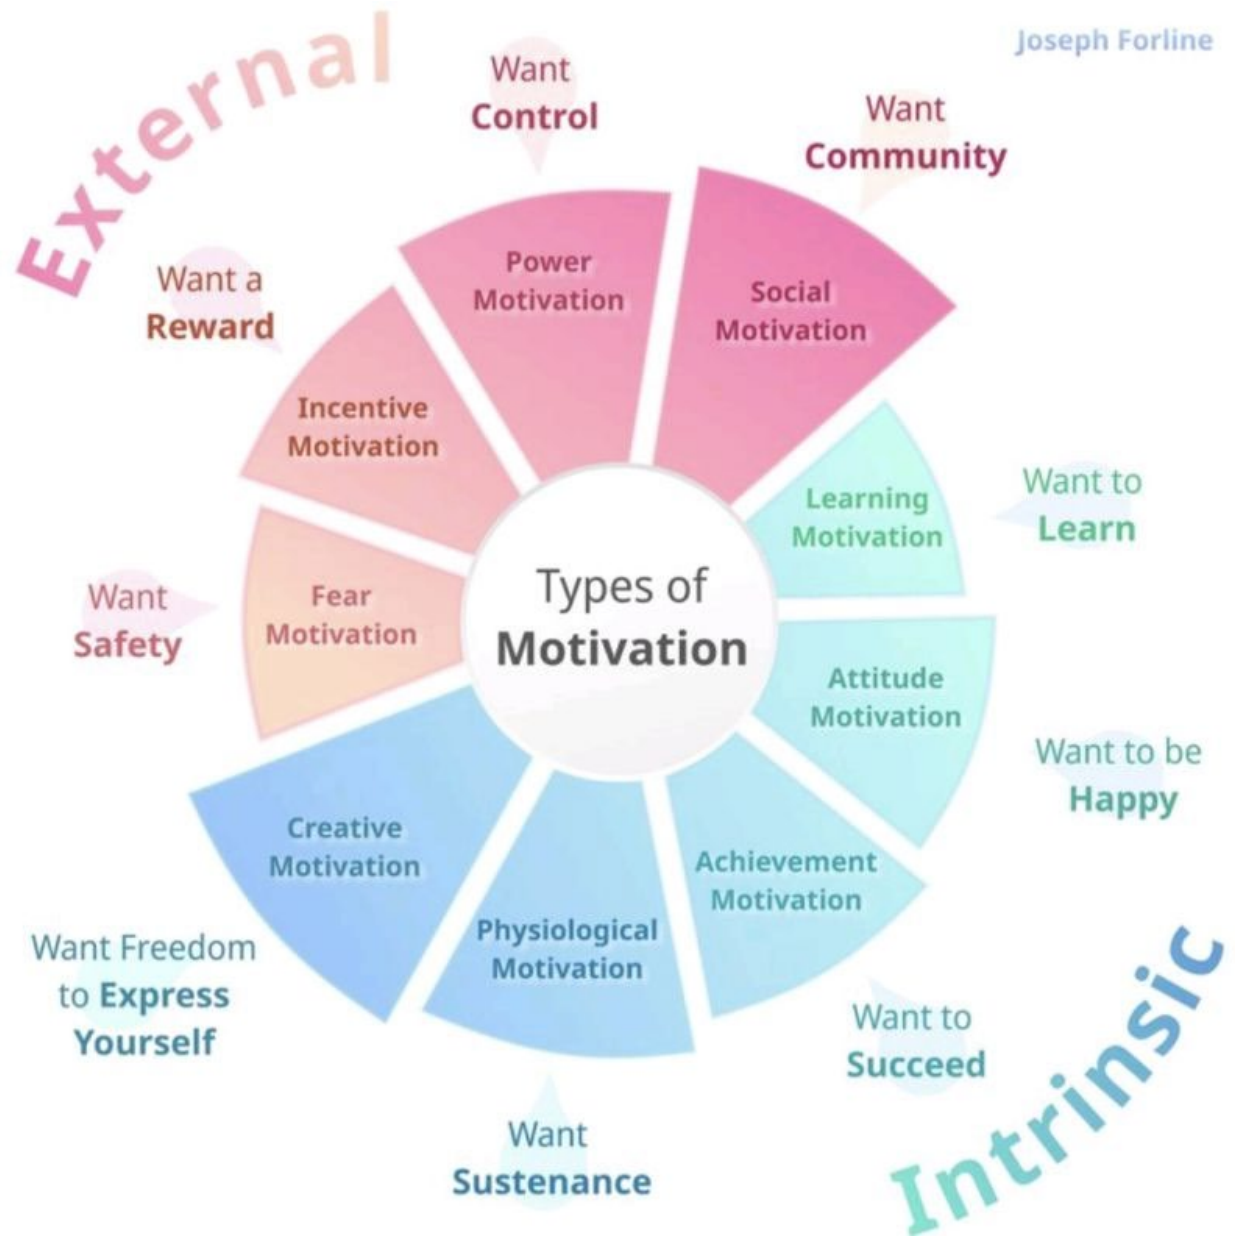 External
Joseph Forline
Want
Control
Want
Community
Want a
Reward
Power
Motivation
Social
Motivation
Incentive
Motivation
Learning
Motivation
Want to
Learn
Want
Safety
Fear
Motivation
Types of
Motivation
Attitude
Motivation
Want to be
Happy
Creative
Motivation
Achievement
Motivation
Physiological
Motivation
Want Freedom
to Express
Yourself
Want to
Succeed
Want
Sustenance
Intrinsic